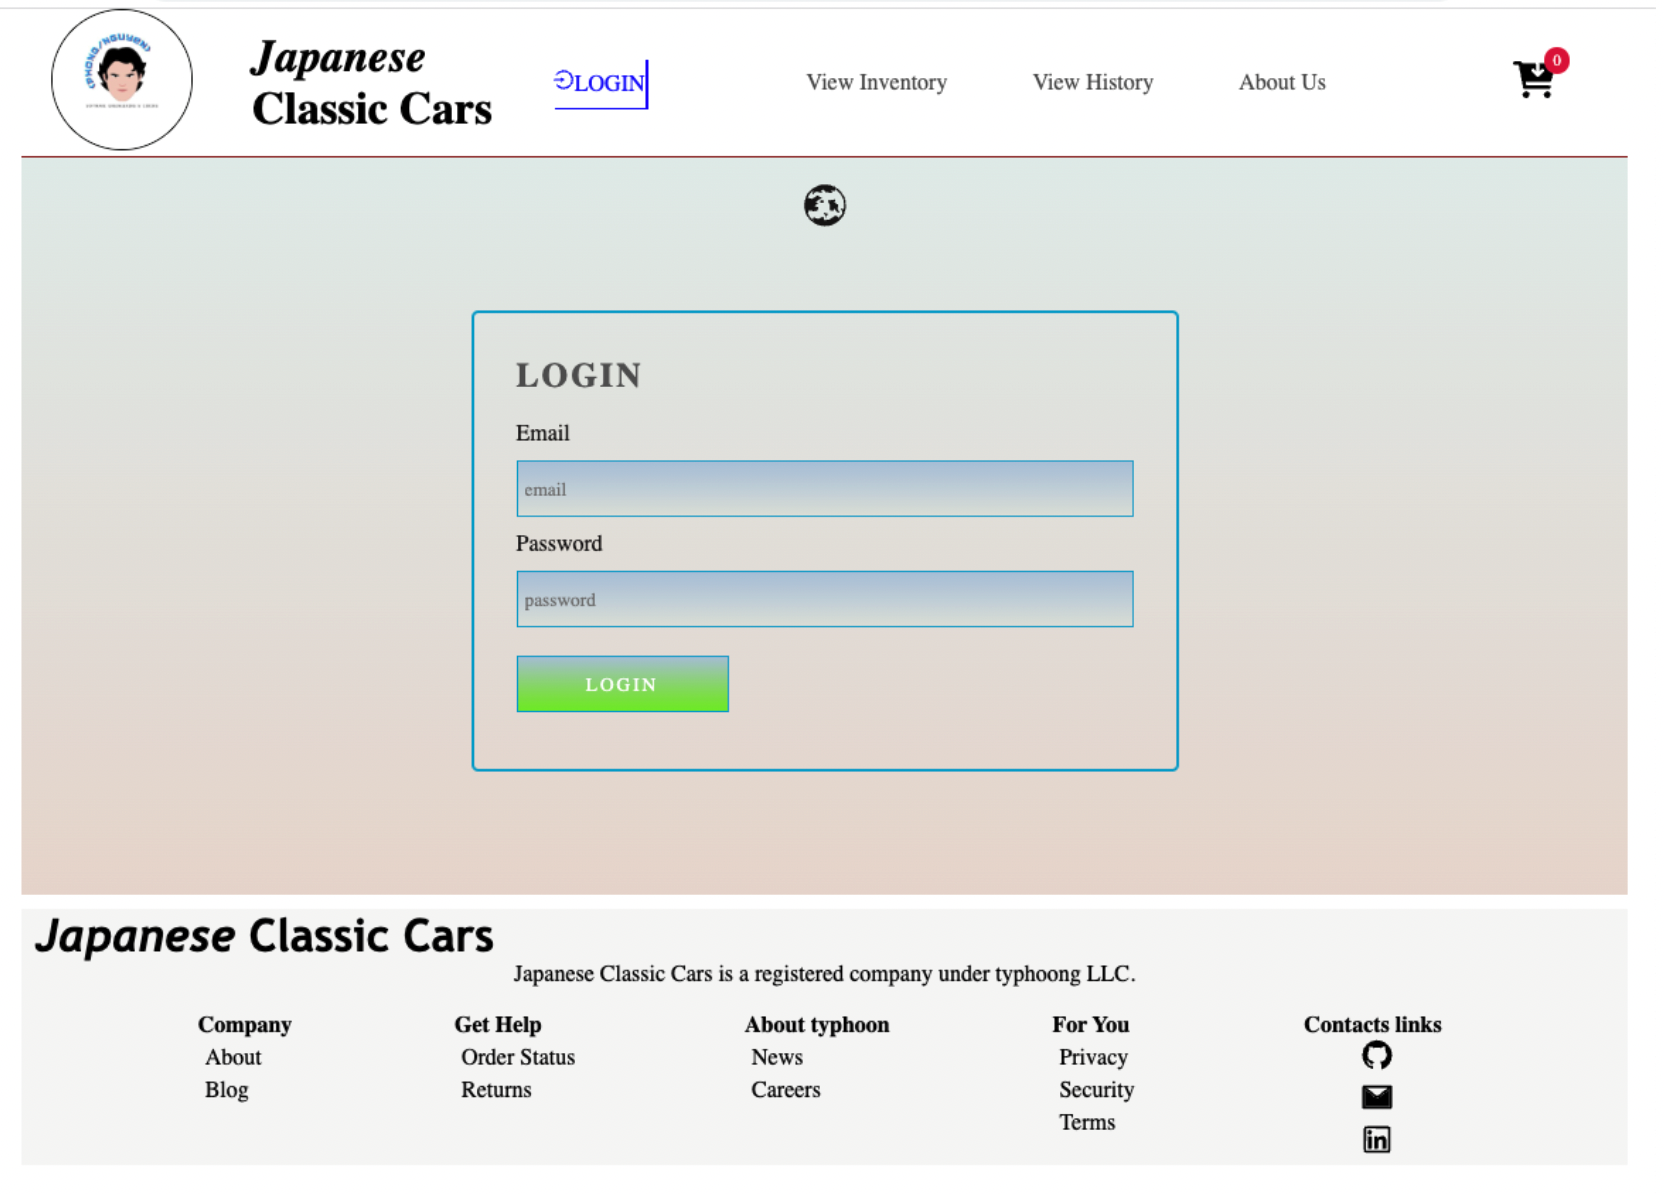 (PHONG/NGUYEN)
Japanese
Classic Cars
LOGIN
View Inventory
View History
About Us
0
LOGIN
Email
email
Password
password
LOGIN
Japanese Classic Cars
Japanese Classic Cars is a registered company under typhoong LLC.
Company
About
Blog
Get Help
Order Status
Returns
About typhoon
News
Careers
For You
Privacy
Security
Terms
Contacts links
in